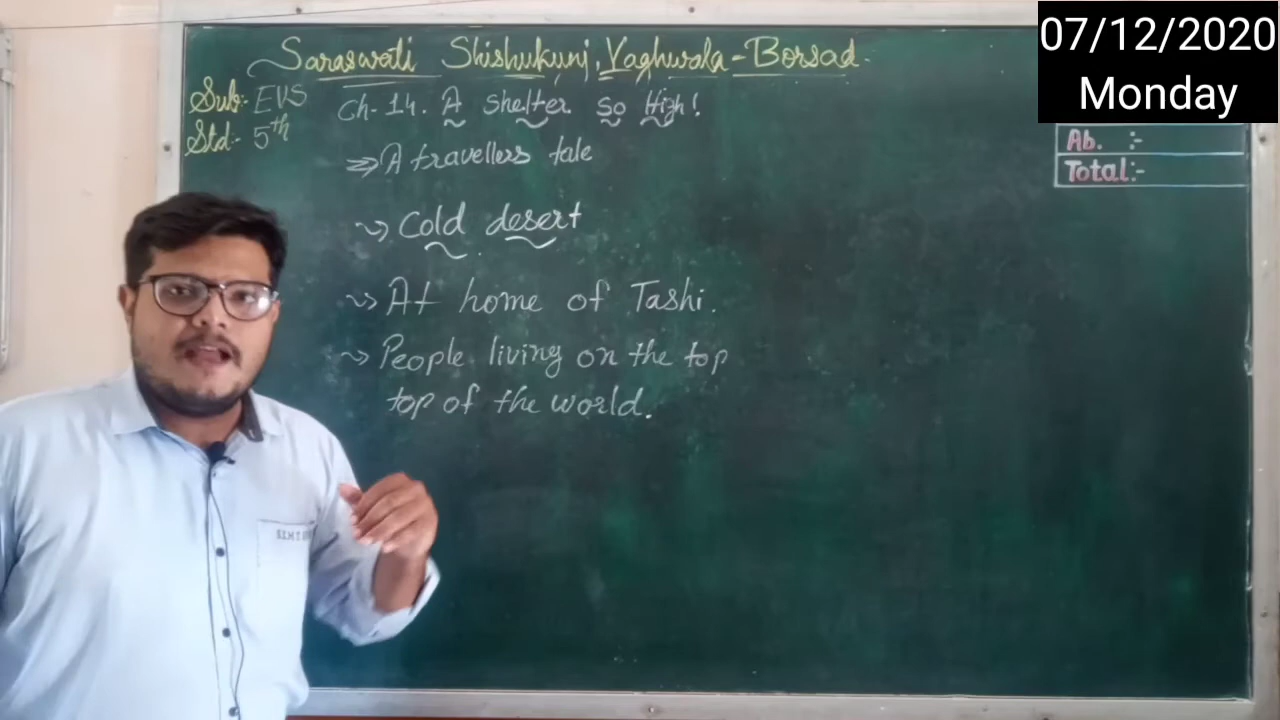 07/12/2020
Monday
Saraswati Shishukunj, Vaghwala - Borsad.
Sub:- EVS
Std:- 5th
Ch-14. A shelter so High!
A travellers tale
Cold desert
At home of Tashi.
People living on the top
top of the world.
Ab. :-
Total:-